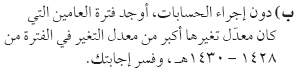 ب) دون إجراء الحسابات، أوجد فترة العامين التي
كان معدّل تغيرها أكبر من معدل التغير في الفترة من
١٤٢٨ - ١٤٣٠هـ، وفسر إجابتك.